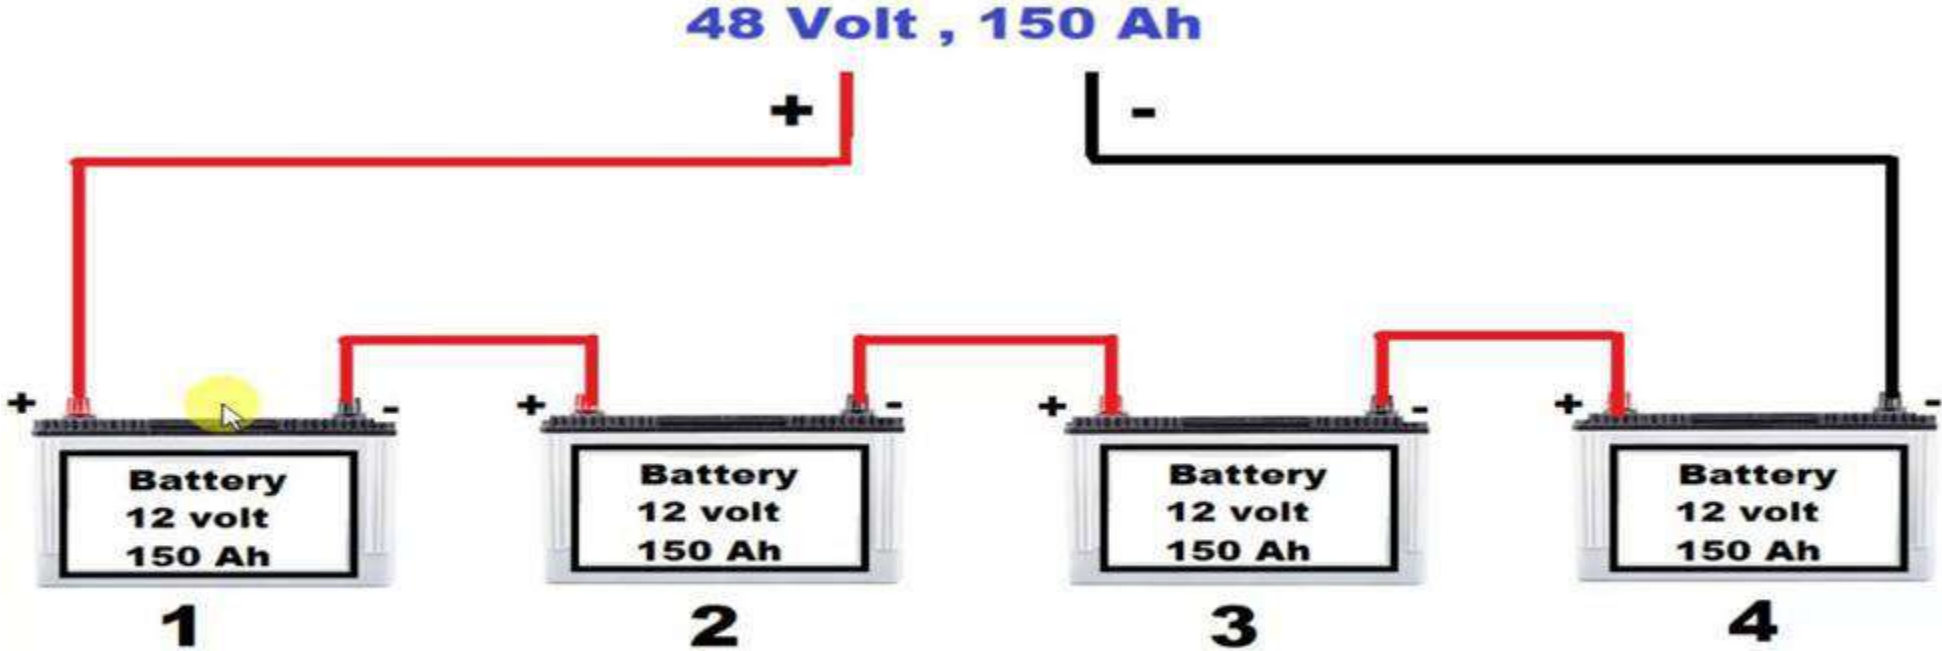 48 Volt , 150 Ah
+ -
+ - + - + - + -
Battery
12 volt
150 Ah
Battery
12 volt
150 Ah
Battery
12 volt
150 Ah
Battery
12 volt
150 Ah
1 2 3 4